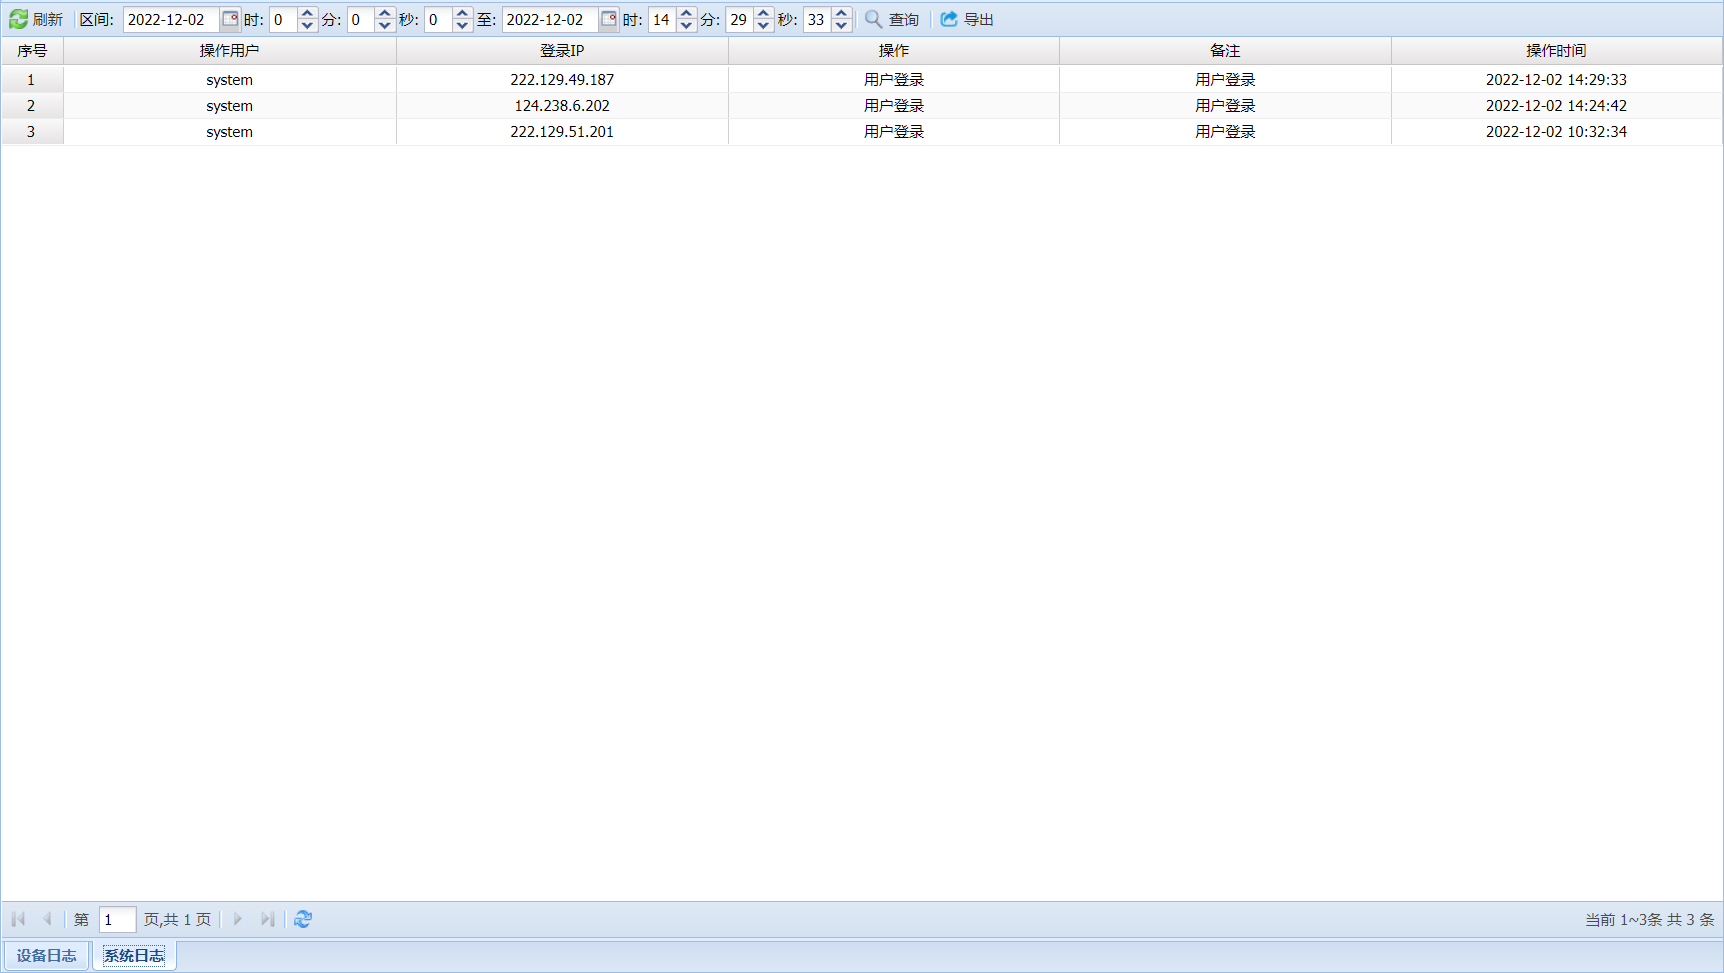 刷新 区间: 2022-12-02 时: 0 分: 0 秒: 0 至: 2022-12-02 时: 14 分: 29 秒: 33 查询 导出
序号 操作用户 登录IP 操作 备注 操作时间
1 system 222.129.49.187 用户登录 用户登录 2022-12-02 14:29:33
2 system 124.238.6.202 用户登录 用户登录 2022-12-02 14:24:42
3 system 222.129.51.201 用户登录 用户登录 2022-12-02 10:32:34
第 1 页,共 1 页 当前 1~3条 共 3 条
设备日志 系统日志